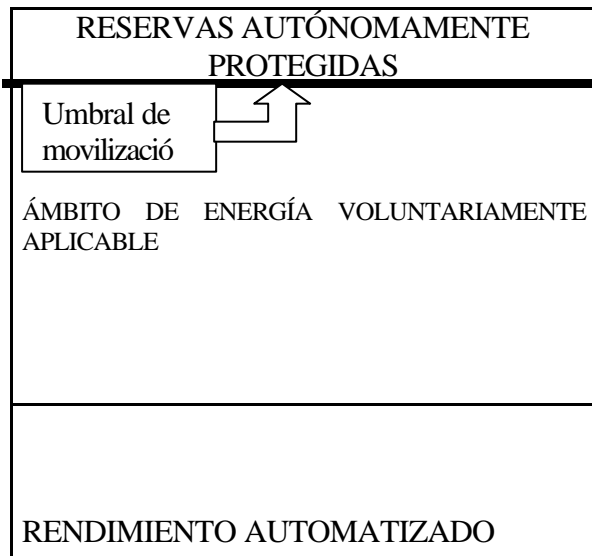 RESERVAS AUTÓNOMAMENTE
PROTEGIDAS
Umbral de
movilizació
ÁMBITO DE ENERGÍA VOLUNTARIAMENTE
APLICABLE
RENDIMIENTO AUTOMATIZADO